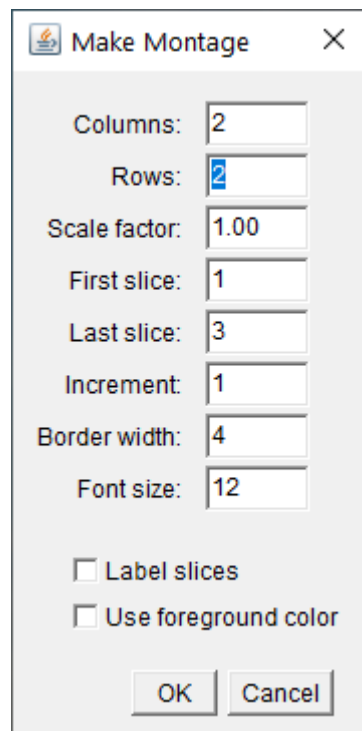 Make Montage
Columns: 2
Rows: 2
Scale factor: 1.00
First slice: 1
Last slice: 3
Increment: 1
Border width: 4
Font size: 12
Label slices
Use foreground color
OK Cancel